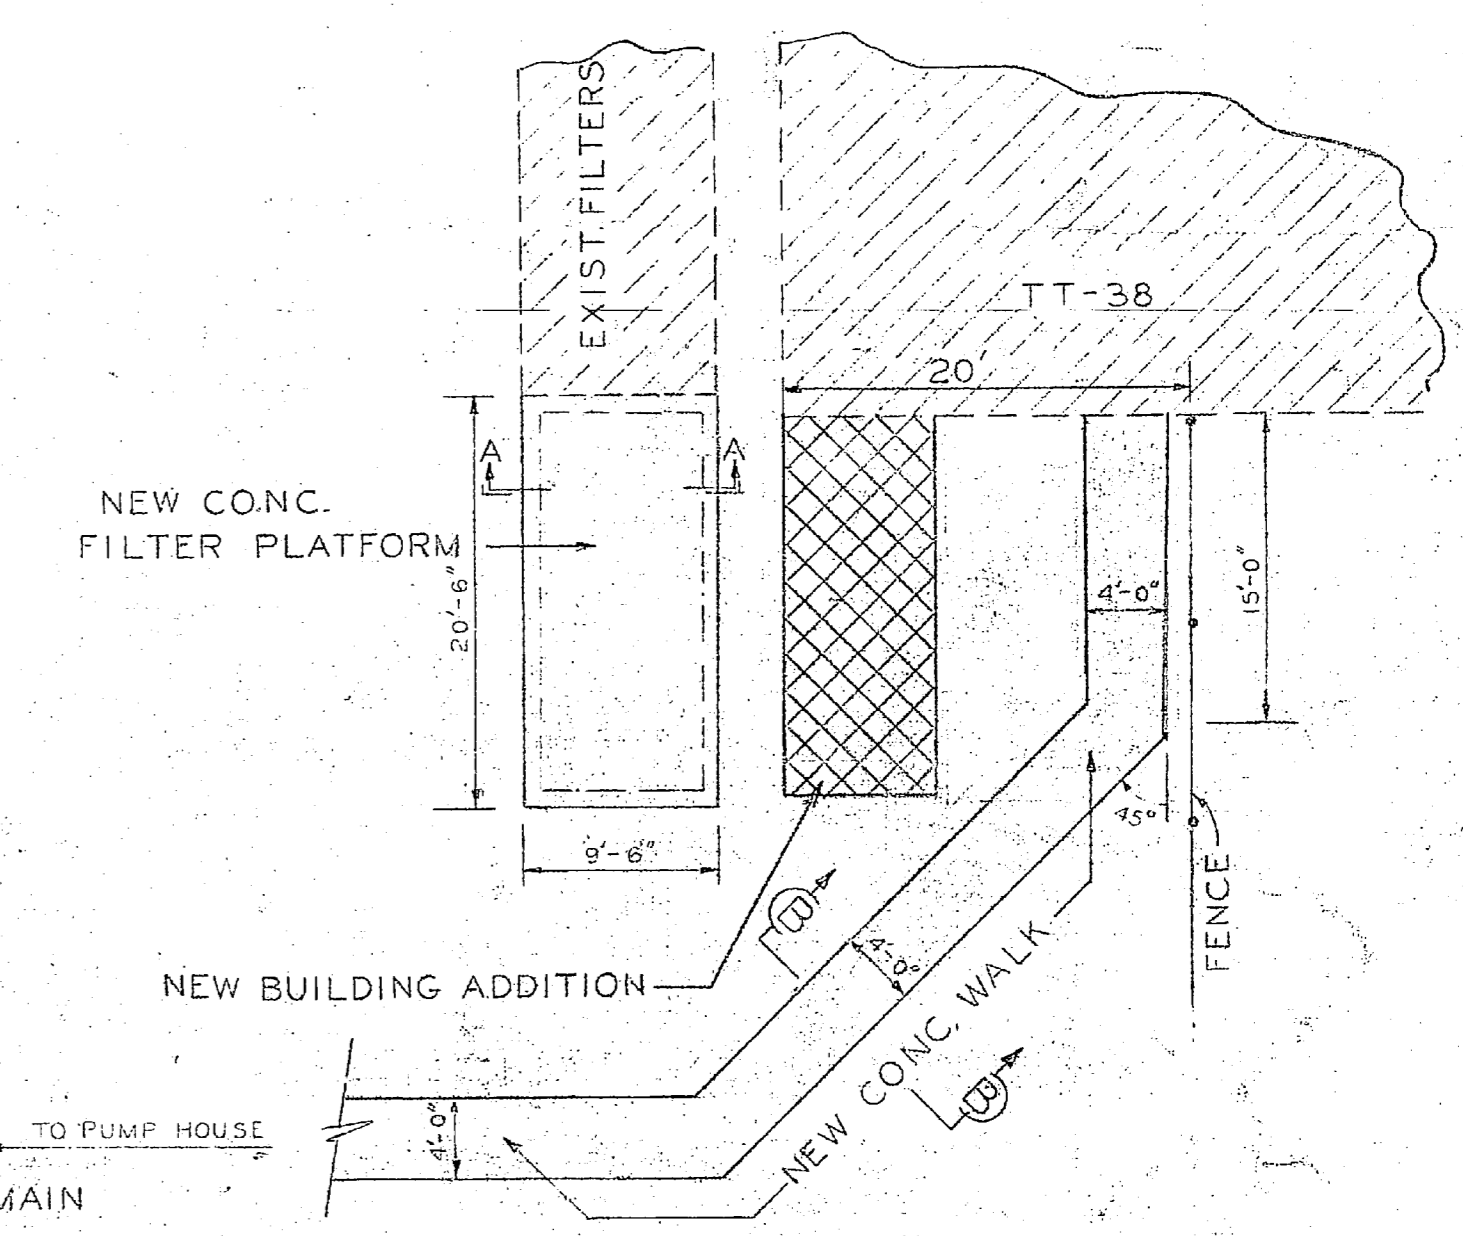 EXIST. FILTERS
TT-38
20'
A
A
NEW CONC.
FILTER PLATFORM
20'-6"
4'-0"
15'-0"
45°
9'-6"
B
FENCE
4'-0"
NEW BUILDING ADDITION
NEW CONC. WALK
B
TO PUMP HOUSE
4'-0"
MAIN